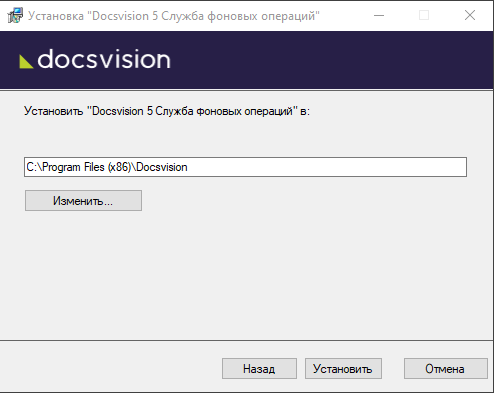 Установка "Docsvision 5 Служба фоновых операций"
docsvision
Установить "Docsvision 5 Служба фоновых операций" в:
C:\Program Files (x86)\Docsvision
Изменить...
Назад Установить Отмена